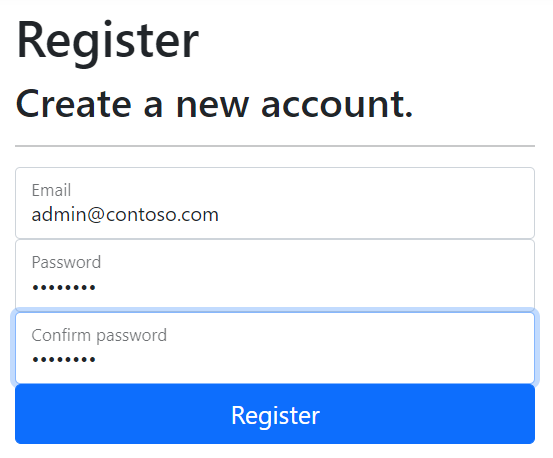 Register
Create a new account.
Email
admin@contoso.com
Password
••••••••
Confirm password
••••••••
Register